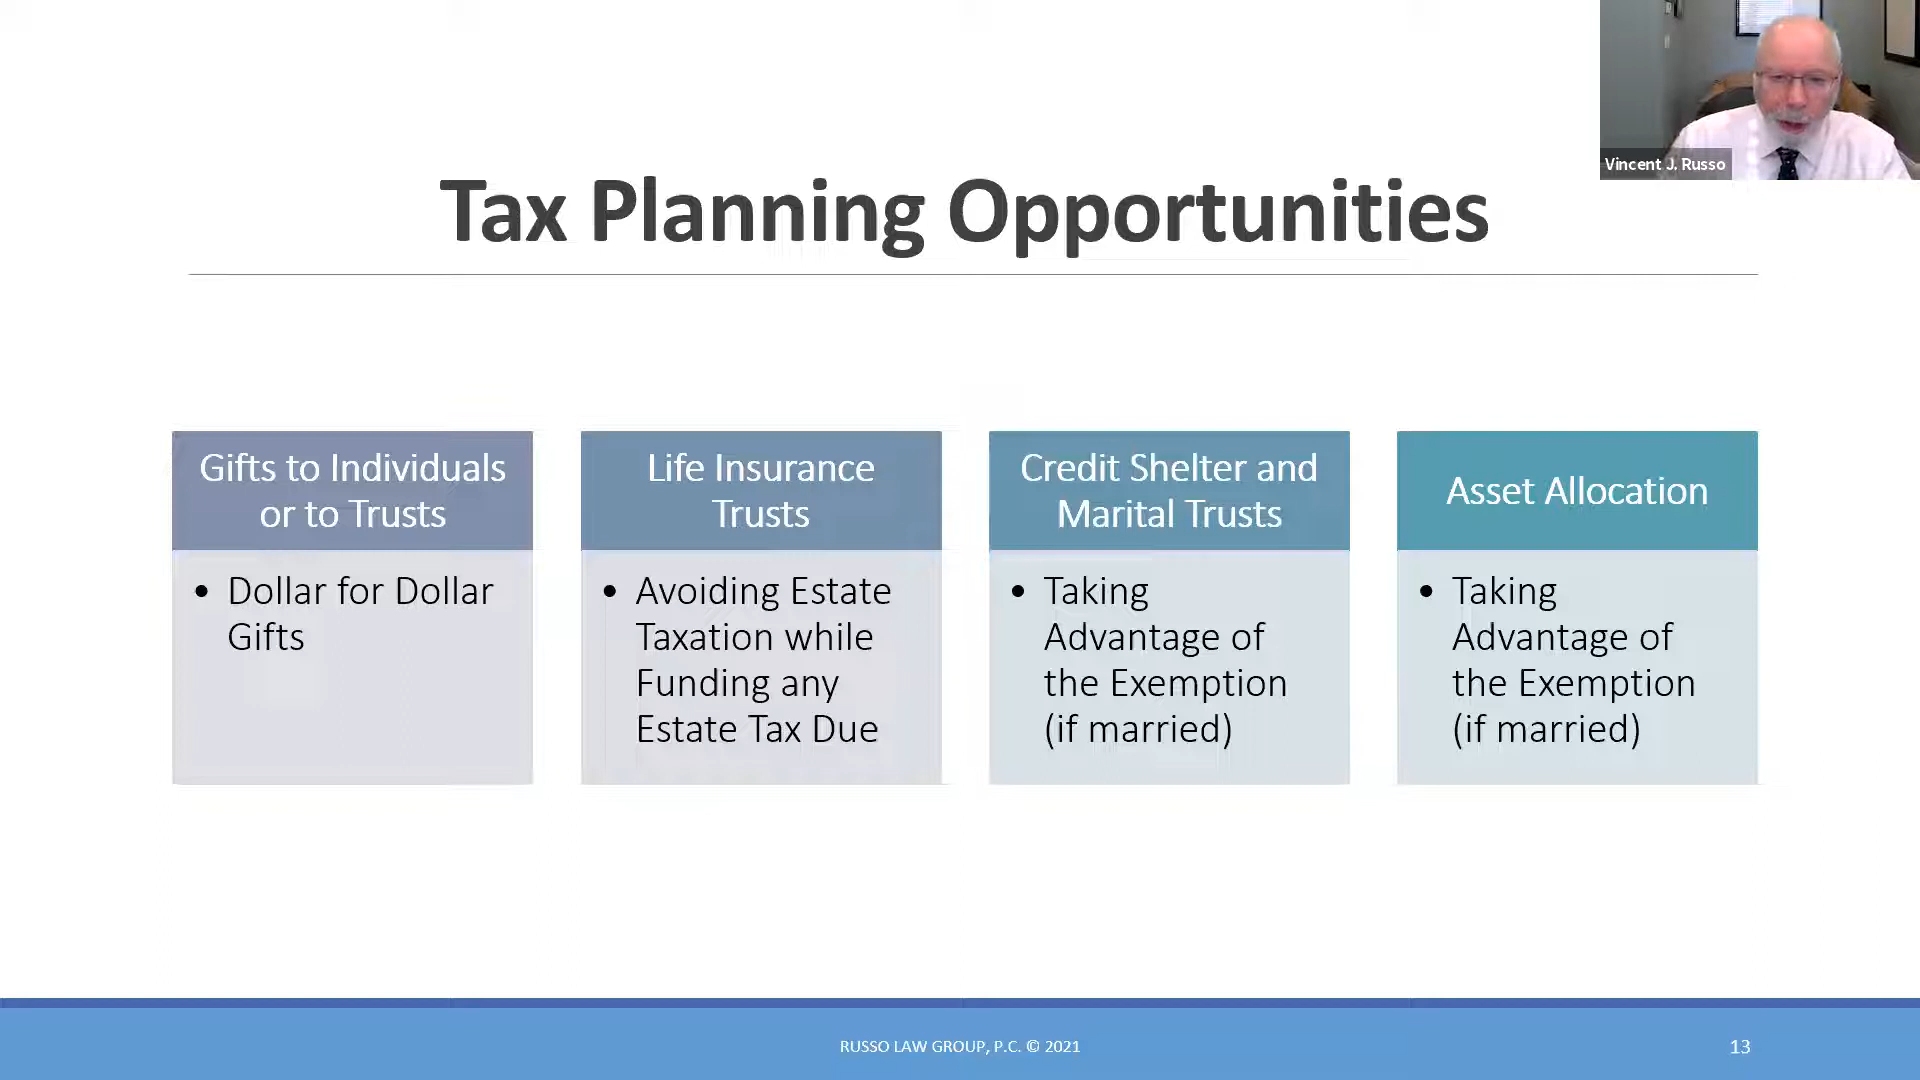 Vincent J. Russo
Tax Planning Opportunities
Gifts to Individuals
or to Trusts
• Dollar for Dollar
Gifts
Life Insurance
Trusts
• Avoiding Estate
Taxation while
Funding any
Estate Tax Due
Credit Shelter and
Marital Trusts
• Taking
Advantage of
the Exemption
(if married)
Asset Allocation
• Taking
Advantage of
the Exemption
(if married)
RUSSO LAW GROUP, P.C. © 2021
13